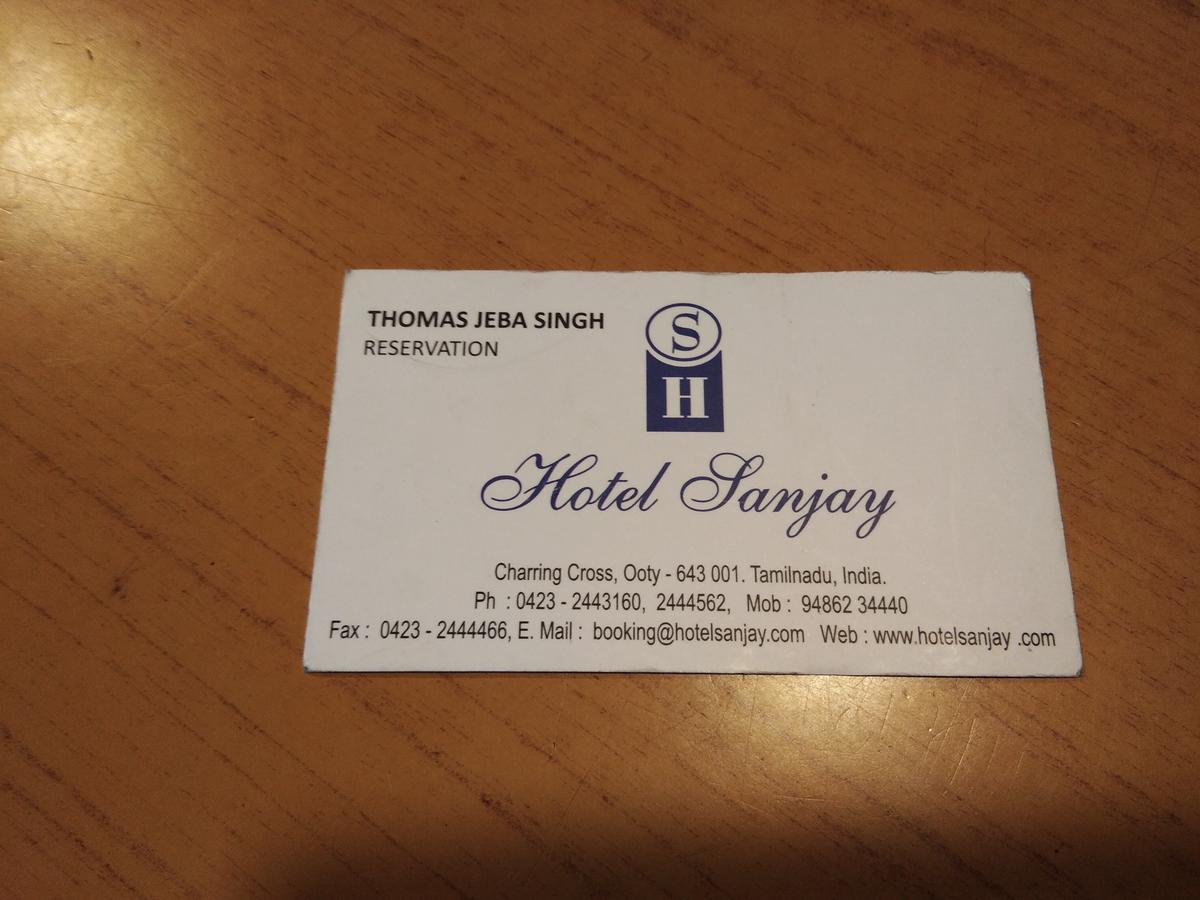 THOMAS JEBA SINGH
RESERVATION
S
H
Hotel Sanjay
Charring Cross, Ooty - 643 001. Tamilnadu, India.
Ph : 0423 - 2443160, 2444562, Mob : 94862 34440
Fax : 0423 - 2444466, E. Mail : booking@hotelsanjay.com Web : www.hotelsanjay .com